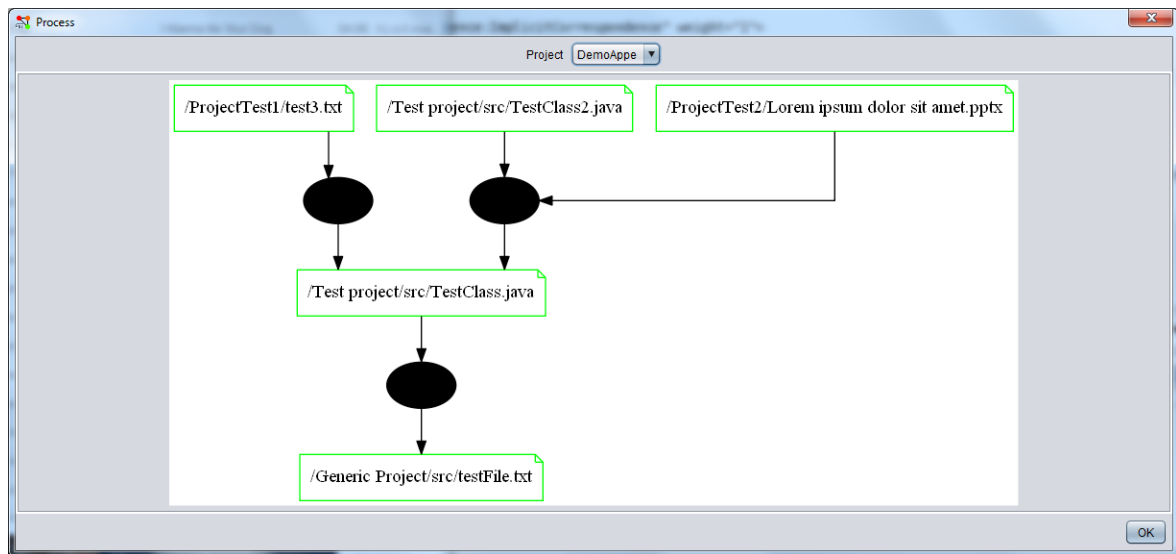 Process
Project DemoAppe
/ProjectTest1/test3.txt
/Test project/src/TestClass2.java
/ProjectTest2/Lorem ipsum dolor sit amet.pptx
/Test project/src/TestClass.java
/Generic Project/src/testFile.txt
OK